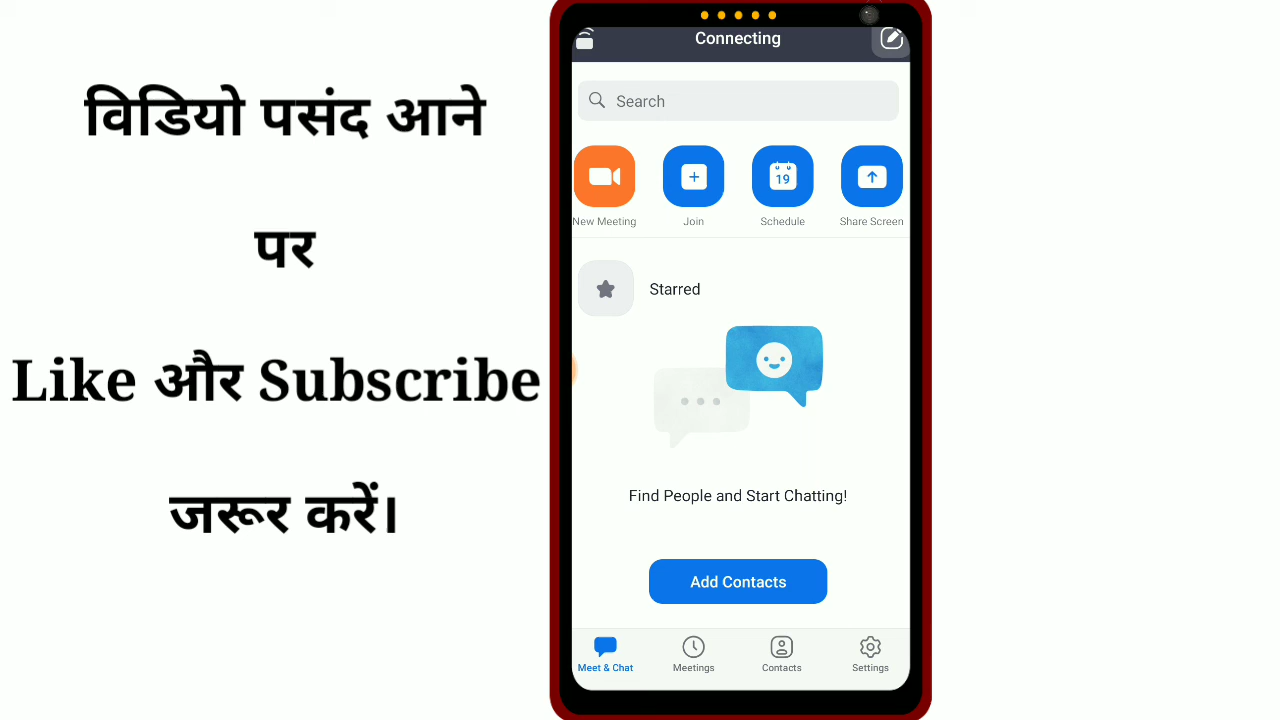 विडियो पसंद आने
पर
Like और Subscribe
जरूर करें।
Connecting
Search
19
New Meeting
Join
Schedule
Share Screen
Starred
Find People and Start Chatting!
Add Contacts
Meet & Chat
Meetings
Contacts
Settings